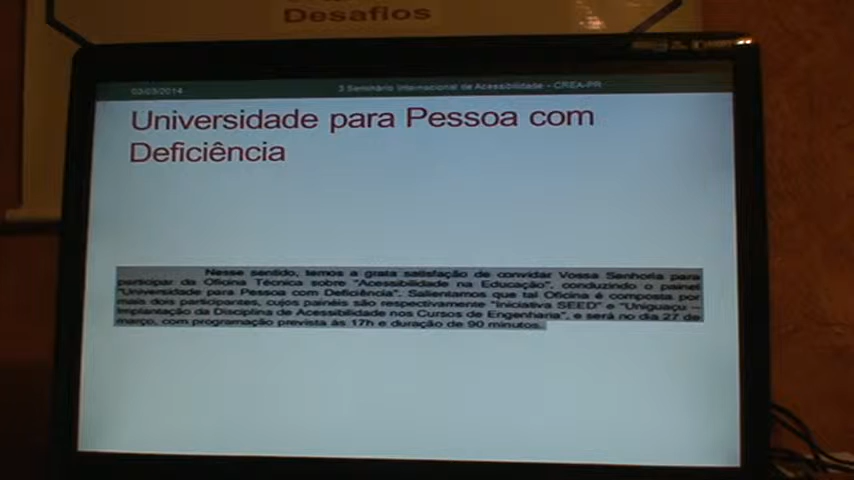 Desafios
03/03/2014
3 Seminário Internacional de Acessibilidade - CREA-PR
Universidade para Pessoa com
Deficiência
Nesse sentido, temos a grata satisfação de convidar Vossa Senhoria para
participar da Oficina Técnica sobre "Acessibilidade na Educação", conduzindo o painel
"Universidade para Pessoa com Deficiência". Salientamos que tal Oficina é composta por
mais dois participantes, cujos painéis são respectivamente "Iniciativa SEED" e "Uniguaçu –
Implantação da Disciplina de Acessibilidade nos Cursos de Engenharia", e será no dia 27 de
março, com programação prevista às 17h e duração de 90 minutos.